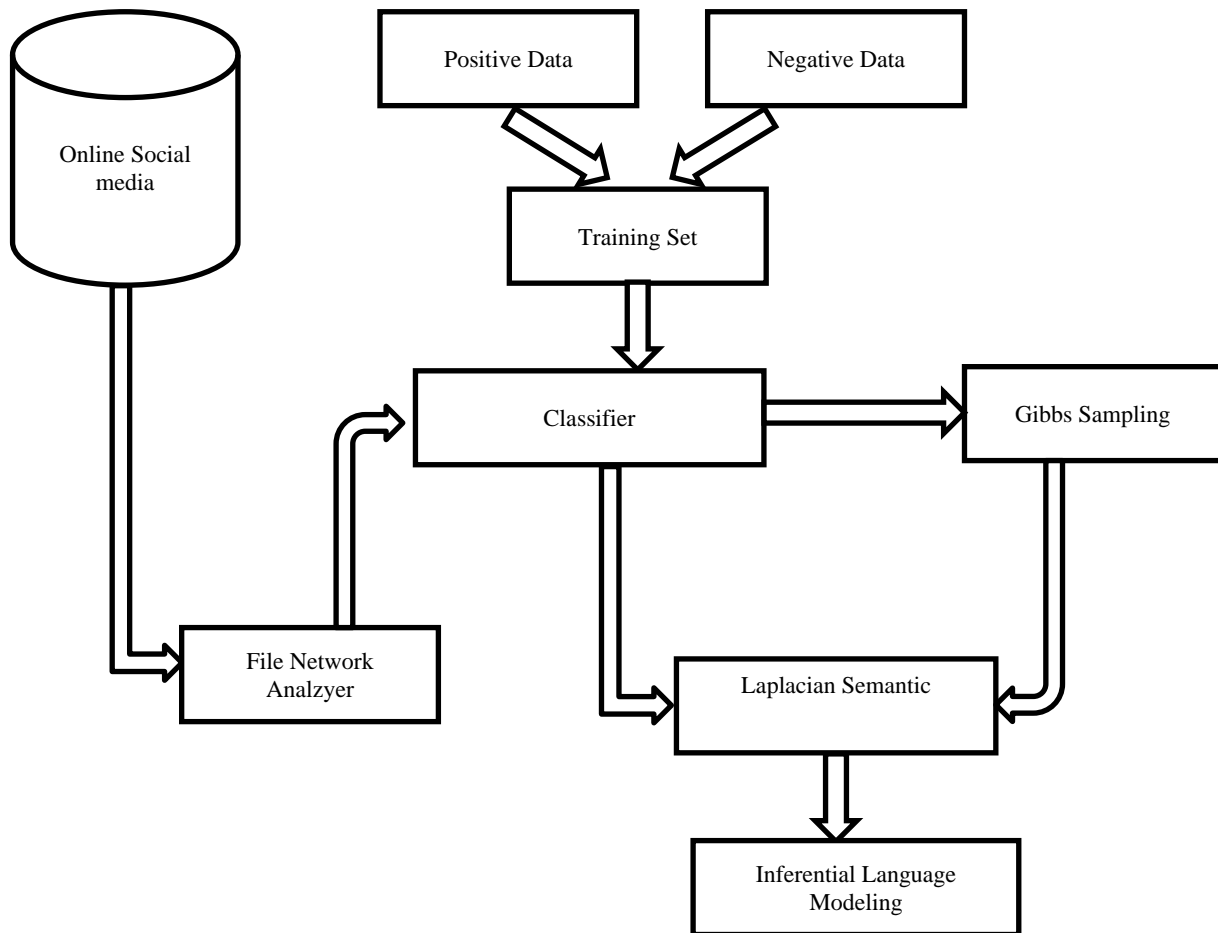 Positive Data
Negative Data
Online Social
media
Training Set
Classifier
Gibbs Sampling
File Network
Analzyer
Laplacian Semantic
Inferential Language
Modeling